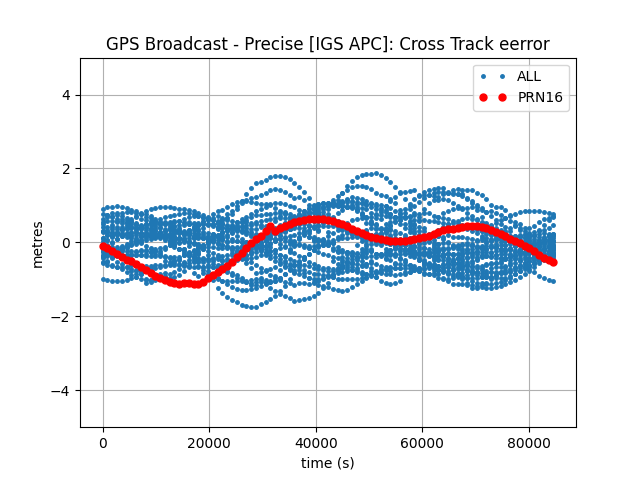 GPS Broadcast - Precise [IGS APC]: Cross Track eerror
ALL
PRN16
4
2
0
−2
−4
metres
0 20000 40000 60000 80000
time (s)